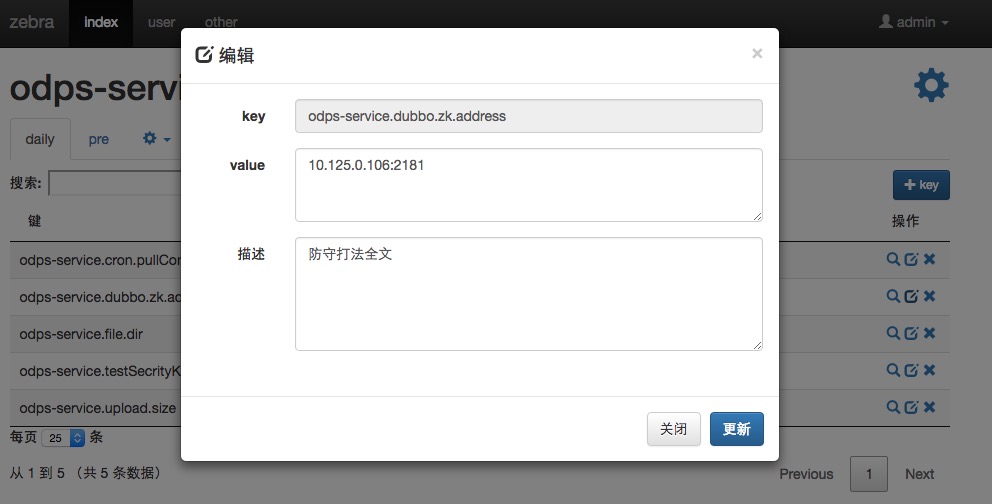 zebra index user other admin
编辑
odps-servi
key odps-service.dubbo.zk.address
daily pre
value 10.125.0.106:2181
搜索: key
键 操作
描述 防守打法全文
odps-service.cron.pullCon
odps-service.dubbo.zk.ad
odps-service.file.dir
odps-service.testSecrityK
odps-service.upload.size
关闭 更新
每页 25 条
从 1 到 5 （共 5 条数据） Previous 1 Next